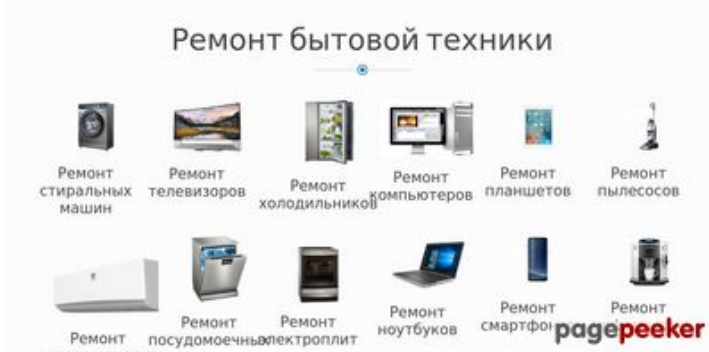 Ремонт бытовой техники
Ремонт
стиральных
машин
Ремонт
телевизоров
Ремонт
холодильников
Ремонт
компьютеров
Ремонт
планшетов
Ремонт
пылесосов
Ремонт
Ремонт
посудомоечных
Ремонт
электроплит
Ремонт
ноутбуков
Ремонт
Ремонт
pagepeeker